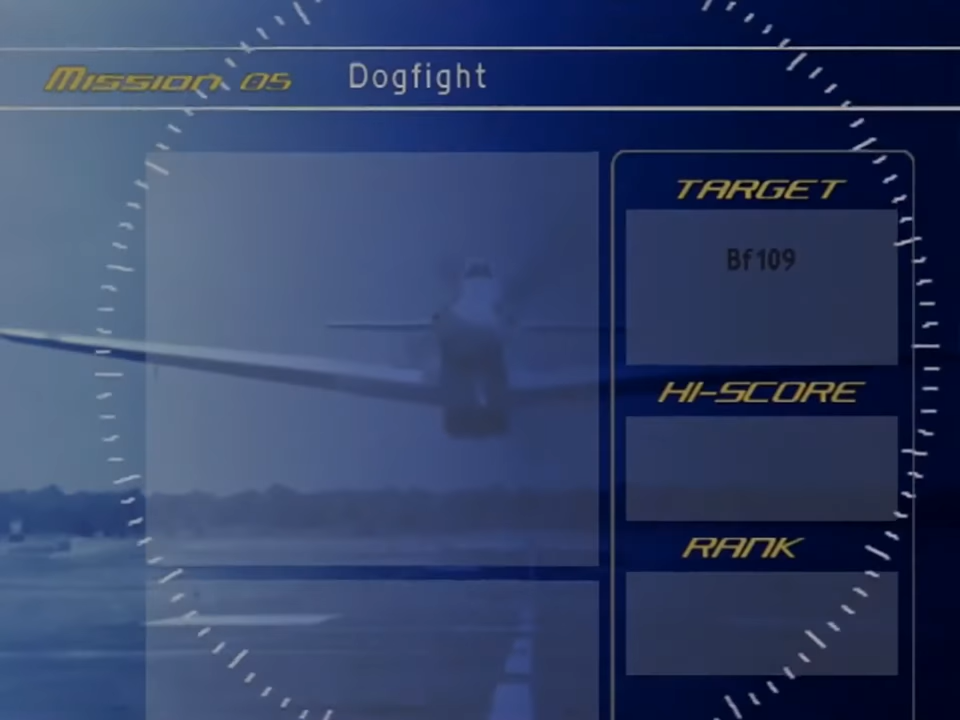 Mission 05
Dogfight
TARGET
Bf109
HI-SCORE
RANK